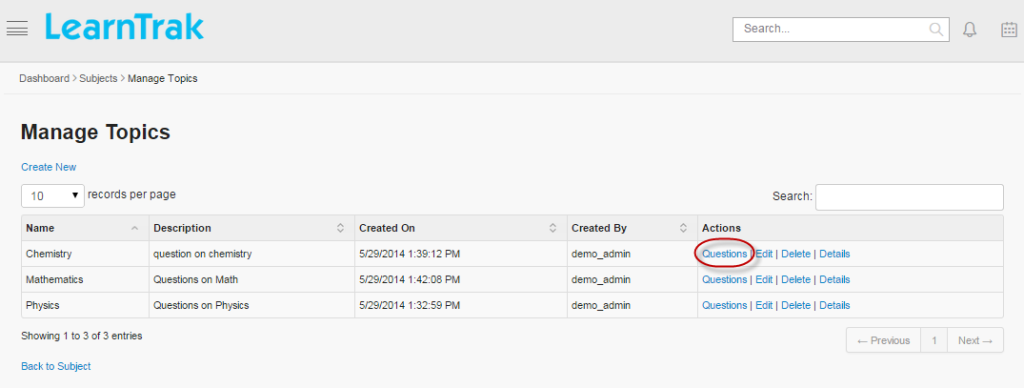 LearnTrak
Search...
Dashboard > Subjects > Manage Topics
Manage Topics
Create New
10 records per page Search:
Name Description Created On Created By Actions
Chemistry question on chemistry 5/29/2014 1:39:12 PM demo_admin Questions | Edit | Delete | Details
Mathematics Questions on Math 5/29/2014 1:42:08 PM demo_admin Questions | Edit | Delete | Details
Physics Questions on Physics 5/29/2014 1:32:59 PM demo_admin Questions | Edit | Delete | Details
Showing 1 to 3 of 3 entries ← Previous 1 Next →
Back to Subject